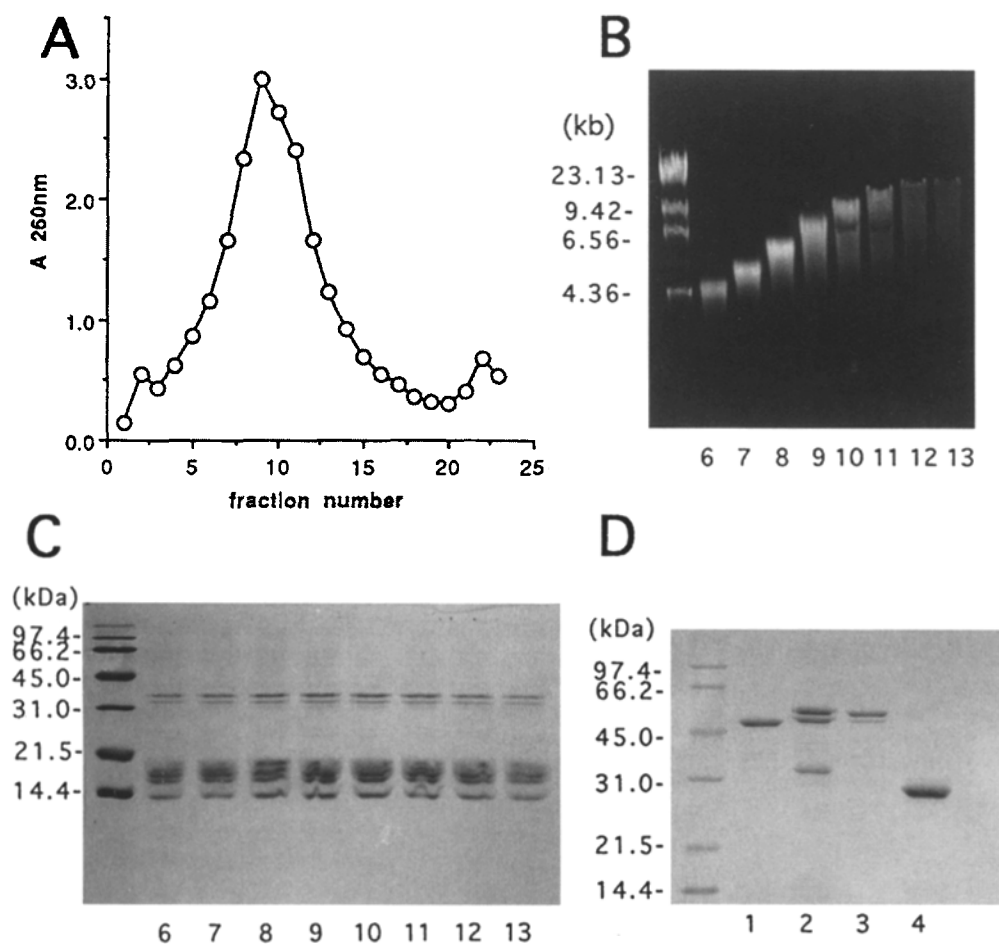 A
3.0
2.0
1.0
0.0
A 260nm
0 5 10 15 20 25
fraction number
B
(kb)
23.13-
9.42-
6.56-
4.36-
6 7 8 9 10 11 12 13
C
(kDa)
97.4-
66.2-
45.0-
31.0-
21.5-
14.4-
6 7 8 9 10 11 12 13
D
(kDa)
97.4-
66.2-
45.0-
31.0-
21.5-
14.4-
1 2 3 4